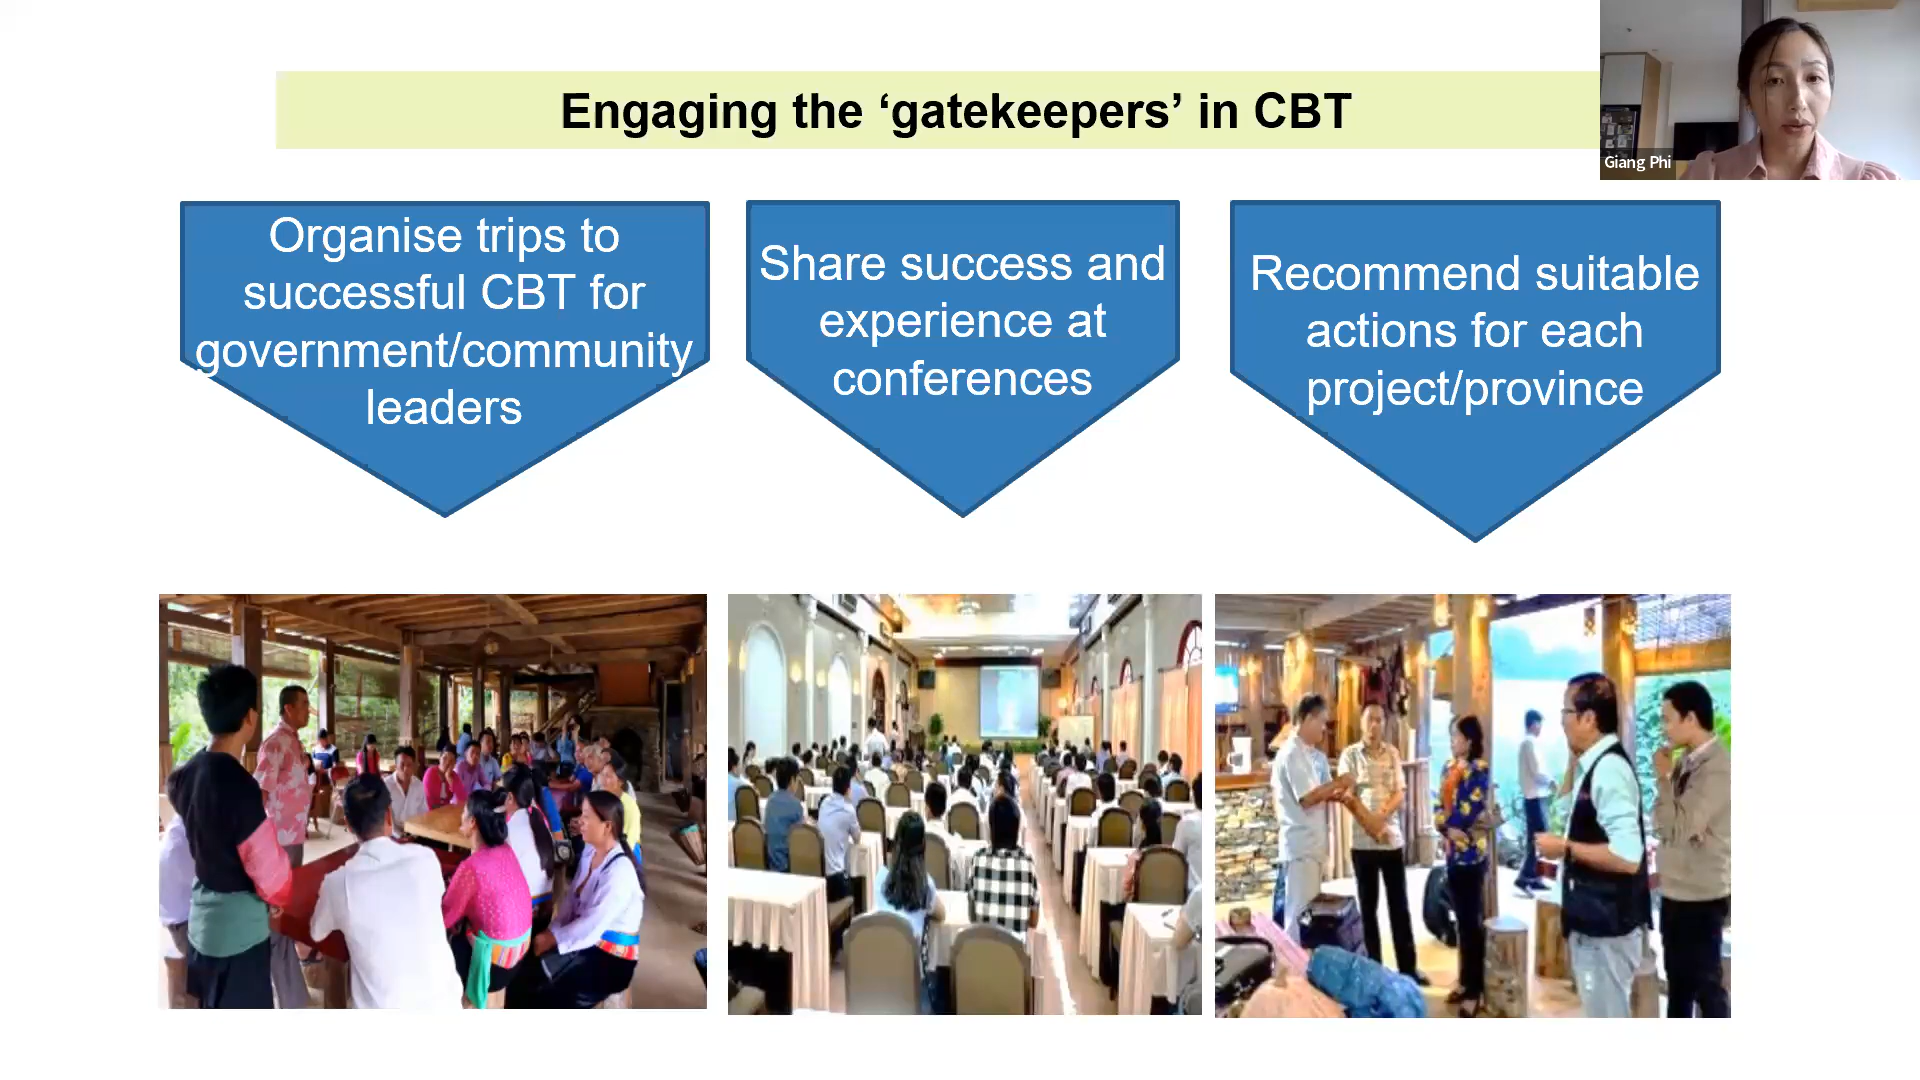 Engaging the ‘gatekeepers’ in CBT
Giang Phi
Organise trips to
successful CBT for
government/community
leaders
Share success and
experience at
conferences
Recommend suitable
actions for each
project/province